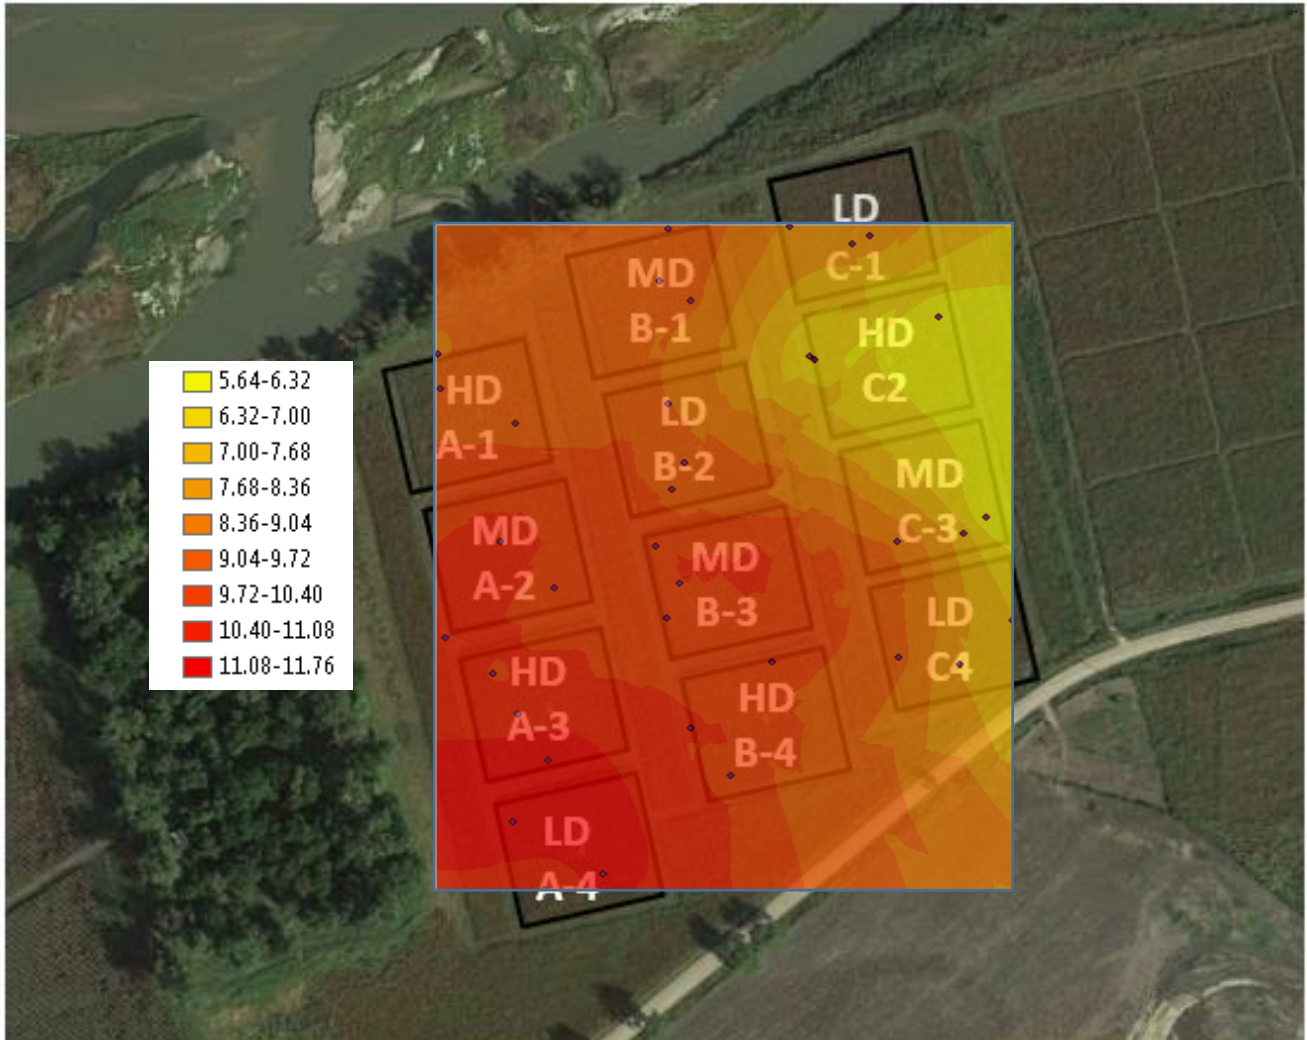 LD
C-1
MD
B-1
HD
C2
HD
A-1
LD
B-2
MD
C-3
MD
A-2
MD
B-3
LD
C4
HD
A-3
HD
B-4
LD
A-4
5.64-6.32
6.32-7.00
7.00-7.68
7.68-8.36
8.36-9.04
9.04-9.72
9.72-10.40
10.40-11.08
11.08-11.76